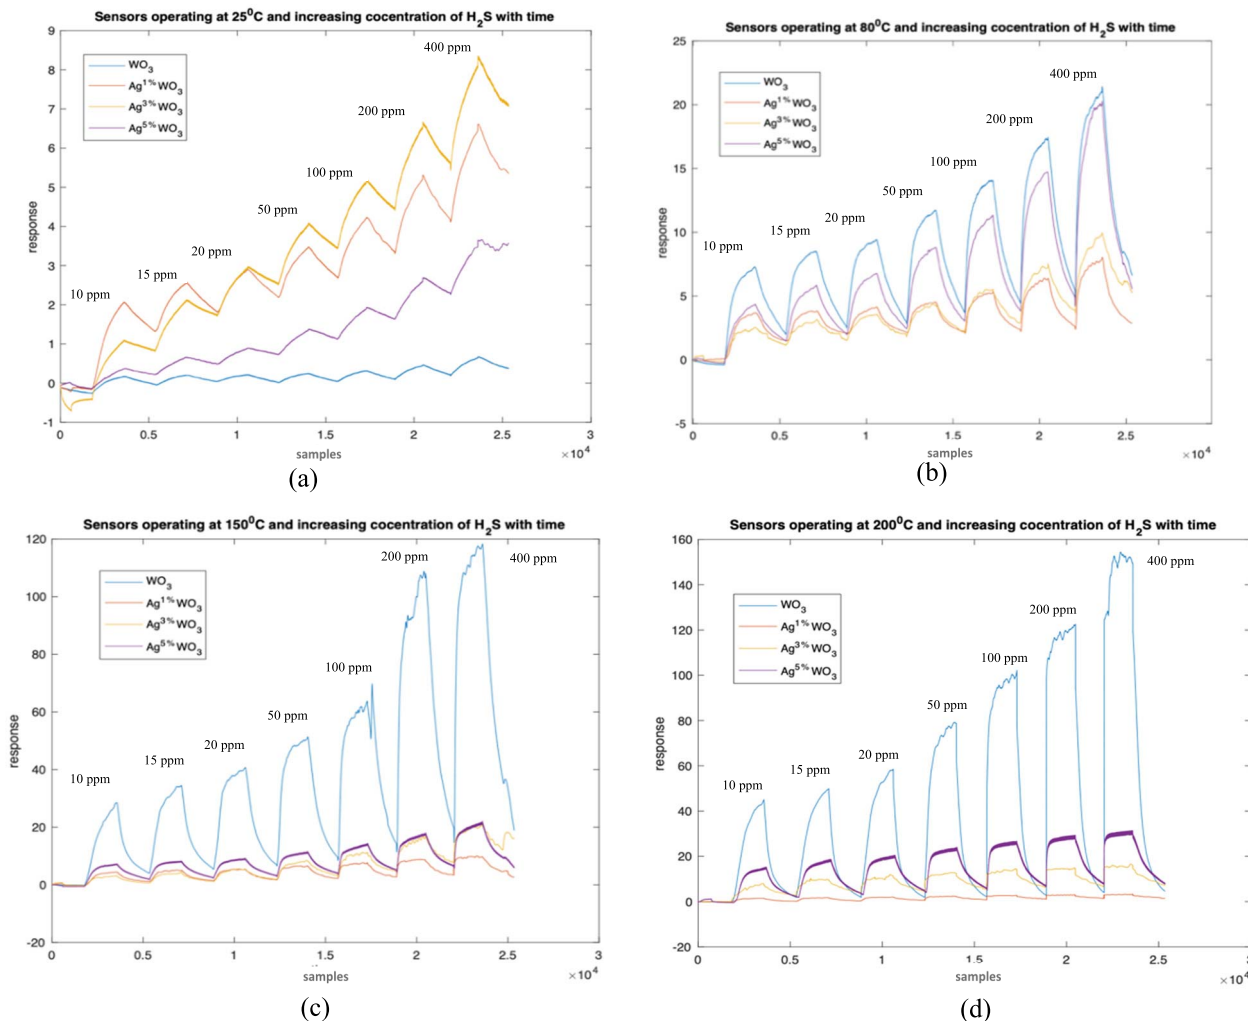 Sensors operating at 25⁰C and increasing cocentration of H₂S with time
9
8
7
6
5
4
3
2
1
0
-1
response
WO₃
Ag¹%WO₃
Ag³%WO₃
Ag⁵%WO₃
10 ppm
15 ppm
20 ppm
50 ppm
100 ppm
200 ppm
400 ppm
0
0.5
1
1.5
2
2.5
3
samples
×10⁴
(a)
Sensors operating at 80⁰C and increasing cocentration of H₂S with time
25
20
15
10
5
0
-5
response
WO₃
Ag¹%WO₃
Ag³%WO₃
Ag⁵%WO₃
10 ppm
15 ppm
20 ppm
50 ppm
100 ppm
200 ppm
400 ppm
0
0.5
1
1.5
2
2.5
3
samples
×10⁴
(b)
Sensors operating at 150⁰C and increasing cocentration of H₂S with time
120
100
80
60
40
20
0
-20
response
WO₃
Ag¹%WO₃
Ag³%WO₃
Ag⁵%WO₃
10 ppm
15 ppm
20 ppm
50 ppm
100 ppm
200 ppm
400 ppm
0
0.5
1
1.5
2
2.5
3
samples
×10⁴
(c)
Sensors operating at 200⁰C and increasing cocentration of H₂S with time
160
140
120
100
80
60
40
20
0
-20
response
WO₃
Ag¹%WO₃
Ag³%WO₃
Ag⁵%WO₃
10 ppm
15 ppm
20 ppm
50 ppm
100 ppm
200 ppm
400 ppm
0
0.5
1
1.5
2
2.5
3
samples
×10⁴
(d)